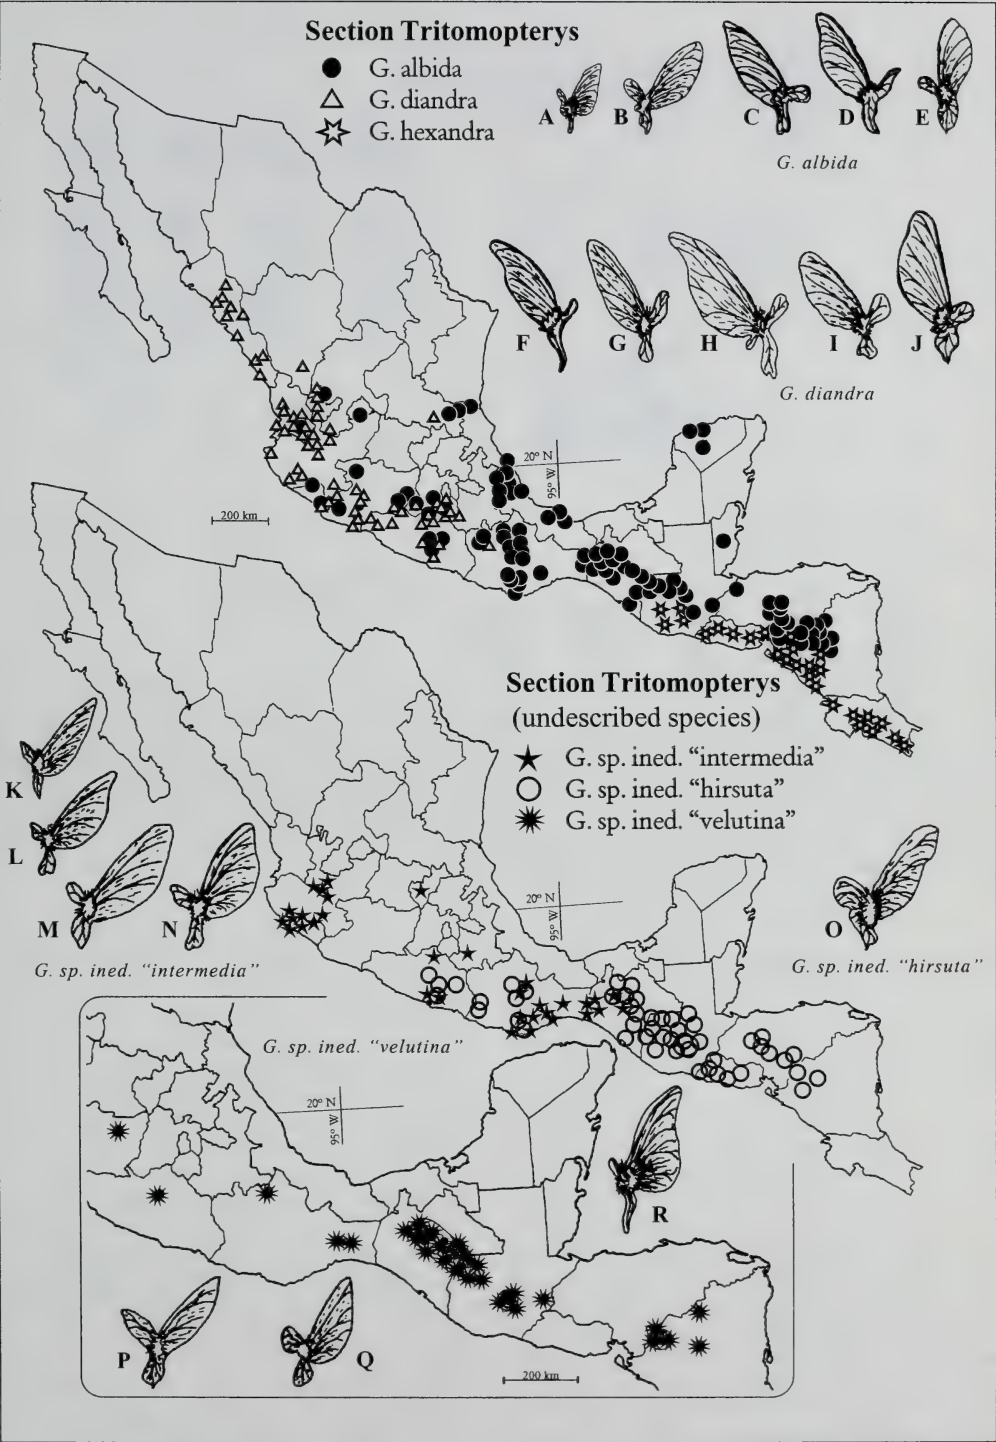 Section Tritomopterys
G. albida
G. diandra
G. hexandra
A B C D E
G. albida
F G H I J
G. diandra
20° N
95° W
200 km
Section Tritomopterys
(undescribed species)
G. sp. ined. “intermedia”
G. sp. ined. “hirsuta”
G. sp. ined. “velutina”
K
L
M N
G. sp. ined. “intermedia”
20° N
95° W
O
G. sp. ined. “hirsuta”
G. sp. ined. “velutina”
20° N
95° W
R
P Q
200 km